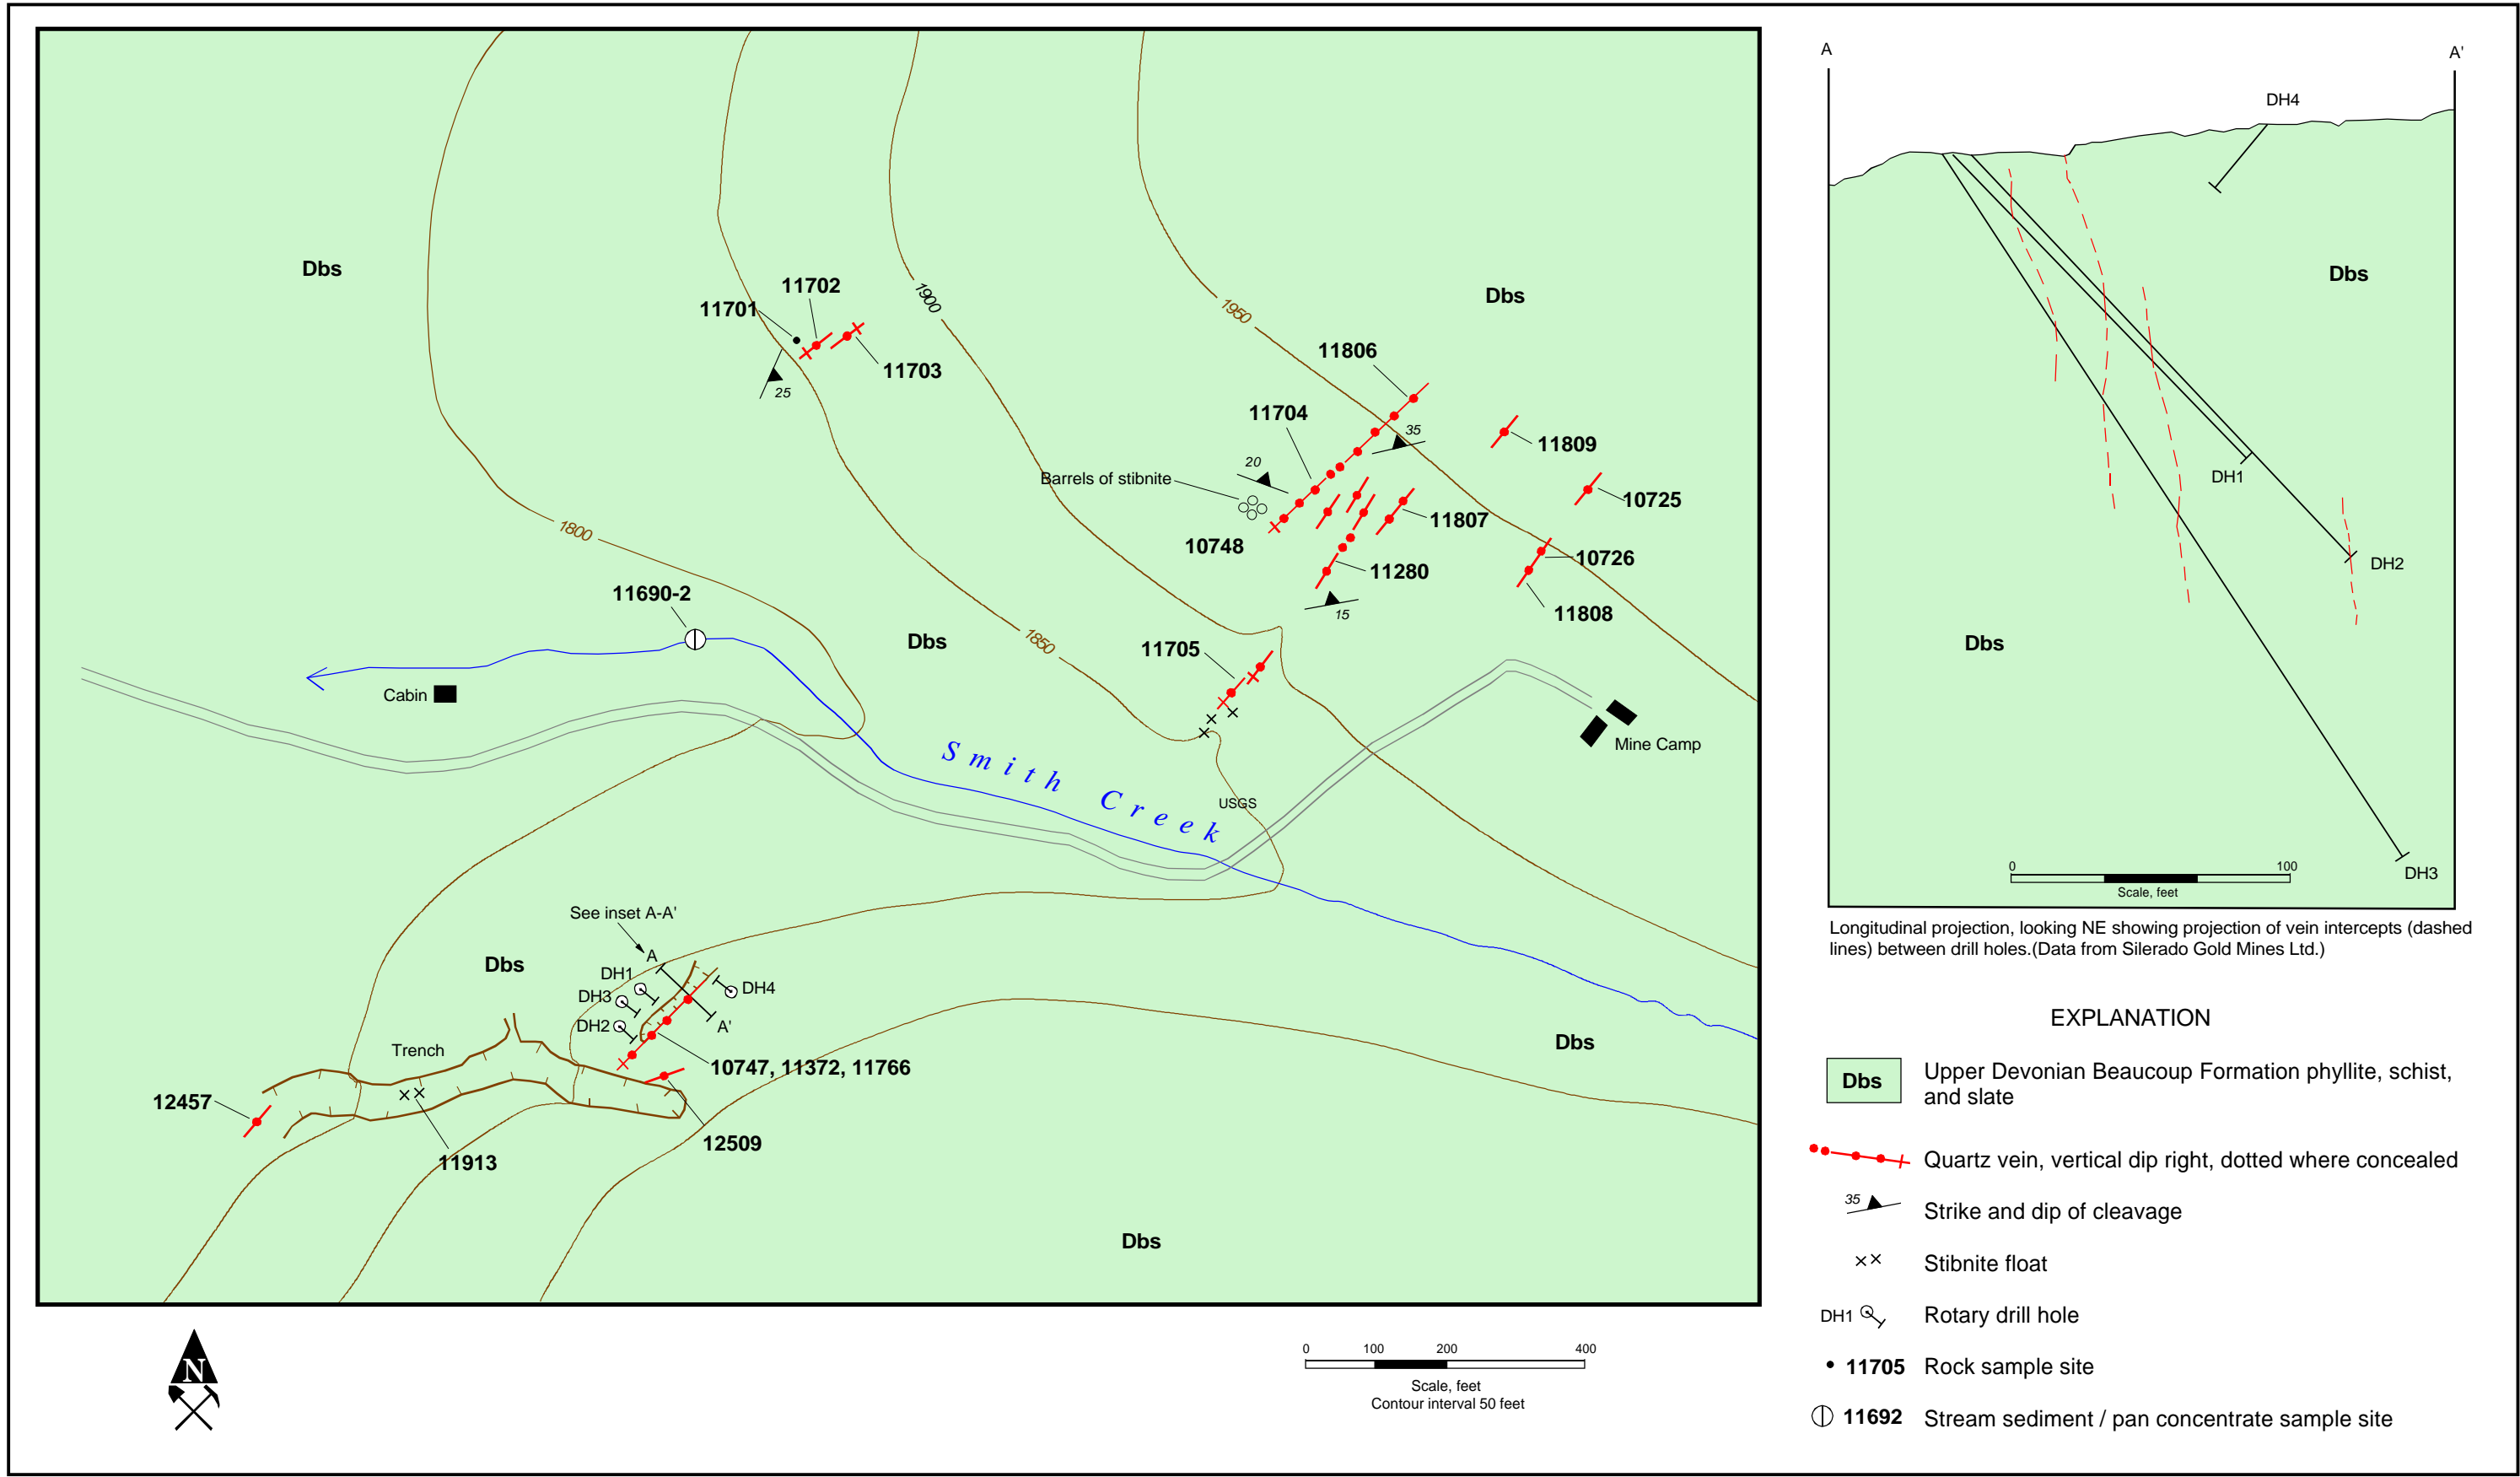 Dbs
11702
11701
11703
25
1900
1950
Dbs
11806
11704
35
11809
20
Barrels of stibnite
10725
11807
10748
10726
11280
11808
15
1800
11690-2
Dbs
1850
11705
Cabin
Mine Camp
Smith Creek
USGS
See inset A-A'
A
DH1
DH3
DH4
DH2
A'
Dbs
Trench
10747, 11372, 11766
12457
12509
11913
Dbs
Dbs
N
0 100 200 400
Scale, feet
Contour interval 50 feet
A
A'
DH4
Dbs
DH1
DH2
Dbs
DH3
0 100
Scale, feet
Longitudinal projection, looking NE showing projection of vein intercepts (dashed
lines) between drill holes.(Data from Silerado Gold Mines Ltd.)
EXPLANATION
Dbs Upper Devonian Beaucoup Formation phyllite, schist,
and slate
Quartz vein, vertical dip right, dotted where concealed
35 Strike and dip of cleavage
Stibnite float
DH1 Rotary drill hole
11705 Rock sample site
11692 Stream sediment / pan concentrate sample site